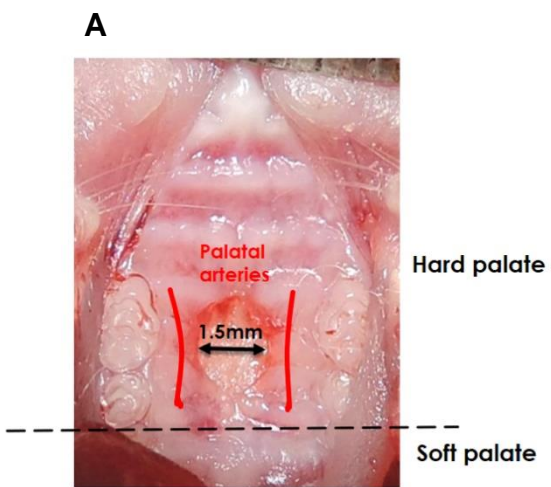 A
Palatal
arteries
1.5mm
Hard palate
Soft palate